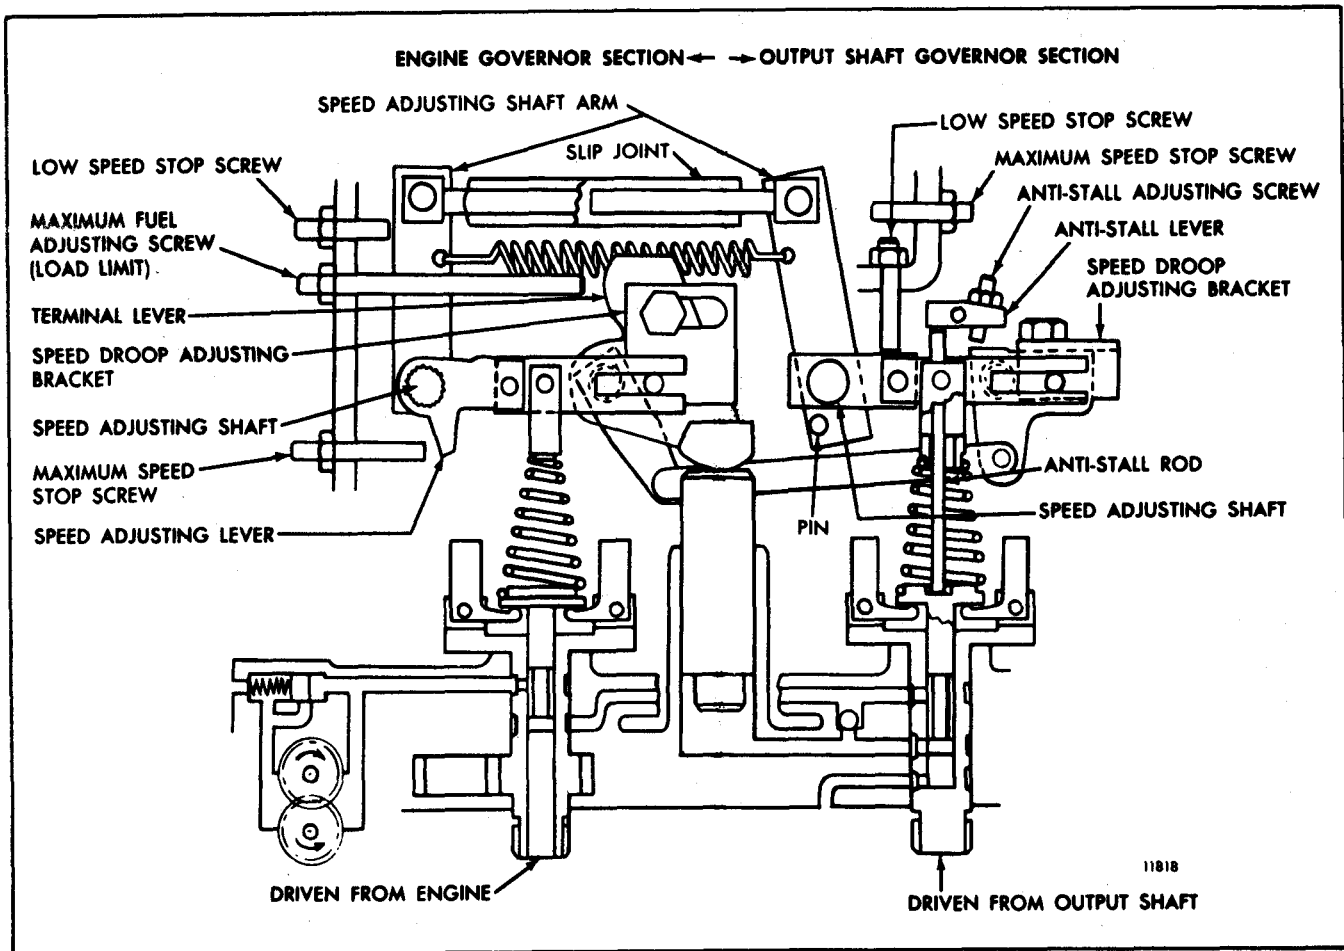 ENGINE GOVERNOR SECTION← →OUTPUT SHAFT GOVERNOR SECTION
SPEED ADJUSTING SHAFT ARM
SLIP JOINT
LOW SPEED STOP SCREW
MAXIMUM FUEL
ADJUSTING SCREW
(LOAD LIMIT)
TERMINAL LEVER
SPEED DROOP ADJUSTING
BRACKET
SPEED ADJUSTING SHAFT
MAXIMUM SPEED
STOP SCREW
SPEED ADJUSTING LEVER
LOW SPEED STOP SCREW
MAXIMUM SPEED STOP SCREW
ANTI-STALL ADJUSTING SCREW
ANTI-STALL LEVER
SPEED DROOP
ADJUSTING BRACKET
ANTI-STALL ROD
PIN
SPEED ADJUSTING SHAFT
DRIVEN FROM ENGINE
11818
DRIVEN FROM OUTPUT SHAFT